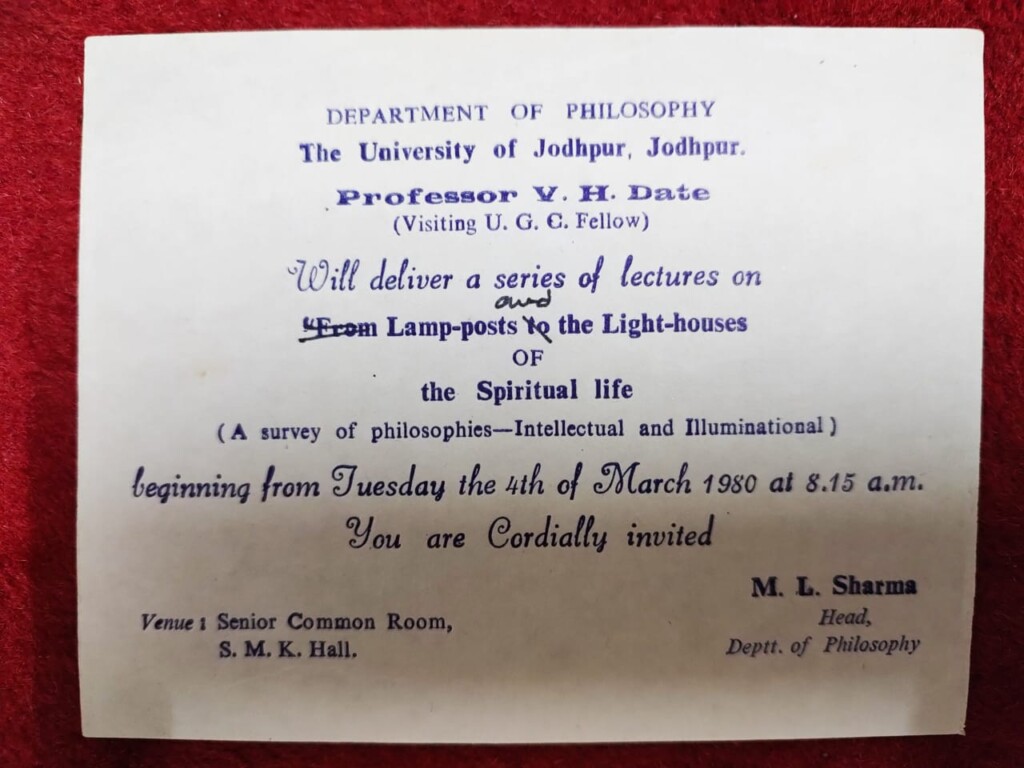 DEPARTMENT OF PHILOSOPHY
The University of Jodhpur, Jodhpur.
Professor V. H. Date
(Visiting U. G. C. Fellow)
Will deliver a series of lectures on
and
"From Lamp-posts to the Light-houses
OF
the Spiritual life
(A survey of philosophies—Intellectual and Illuminational)
beginning from Tuesday the 4th of March 1980 at 8.15 a.m.
You are Cordially invited
M. L. Sharma
Head,
Deptt. of Philosophy
Venue : Senior Common Room,
S. M. K. Hall.